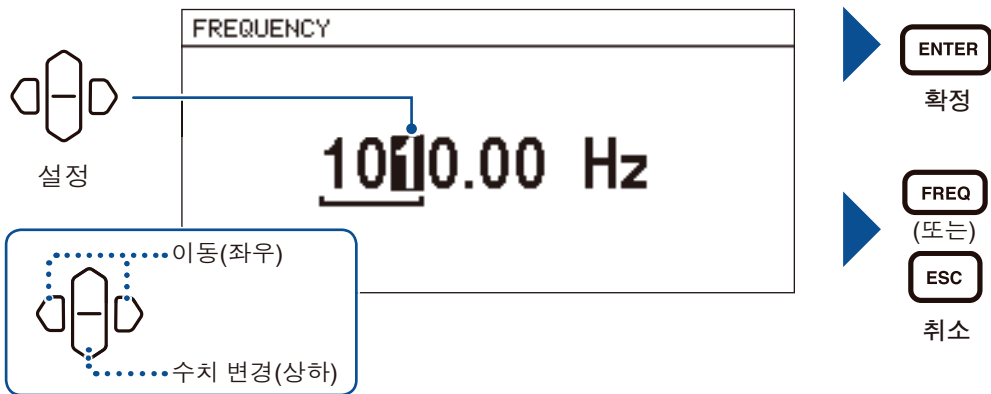 FREQUENCY
1010.00 Hz
설정
이동(좌우)
수치 변경(상하)
ENTER
확정
FREQ
(또는)
ESC
취소